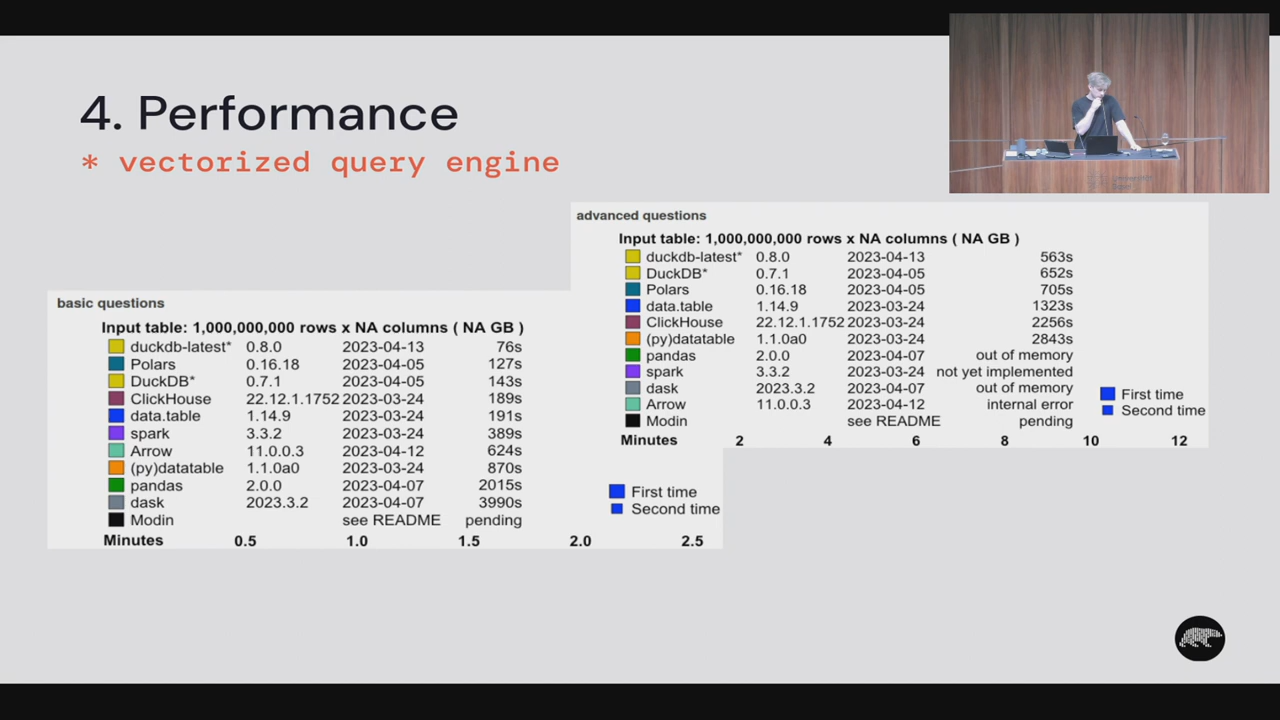 4. Performance
* vectorized query engine
advanced questions
Input table: 1,000,000,000 rows x NA columns ( NA GB )
duckdb-latest* 0.8.0 2023-04-13 563s
DuckDB* 0.7.1 2023-04-05 652s
Polars 0.16.18 2023-04-05 705s
data.table 1.14.9 2023-03-24 1323s
ClickHouse 22.12.1.1752 2023-03-24 2256s
(py)datatable 1.1.0a0 2023-03-24 2843s
pandas 2.0.0 2023-04-07 out of memory
spark 3.3.2 2023-03-24 not yet implemented
dask 2023.3.2 2023-04-07 out of memory
Arrow 11.0.0.3 2023-04-12 internal error
Modin see README pending
First time
Second time
Minutes 2 4 6 8 10 12
basic questions
Input table: 1,000,000,000 rows x NA columns ( NA GB )
duckdb-latest* 0.8.0 2023-04-13 76s
Polars 0.16.18 2023-04-05 127s
DuckDB* 0.7.1 2023-04-05 143s
ClickHouse 22.12.1.1752 2023-03-24 189s
data.table 1.14.9 2023-03-24 191s
spark 3.3.2 2023-03-24 389s
Arrow 11.0.0.3 2023-04-12 624s
(py)datatable 1.1.0a0 2023-03-24 870s
pandas 2.0.0 2023-04-07 2015s
dask 2023.3.2 2023-04-07 3990s
Modin see README pending
First time
Second time
Minutes 0.5 1.0 1.5 2.0 2.5